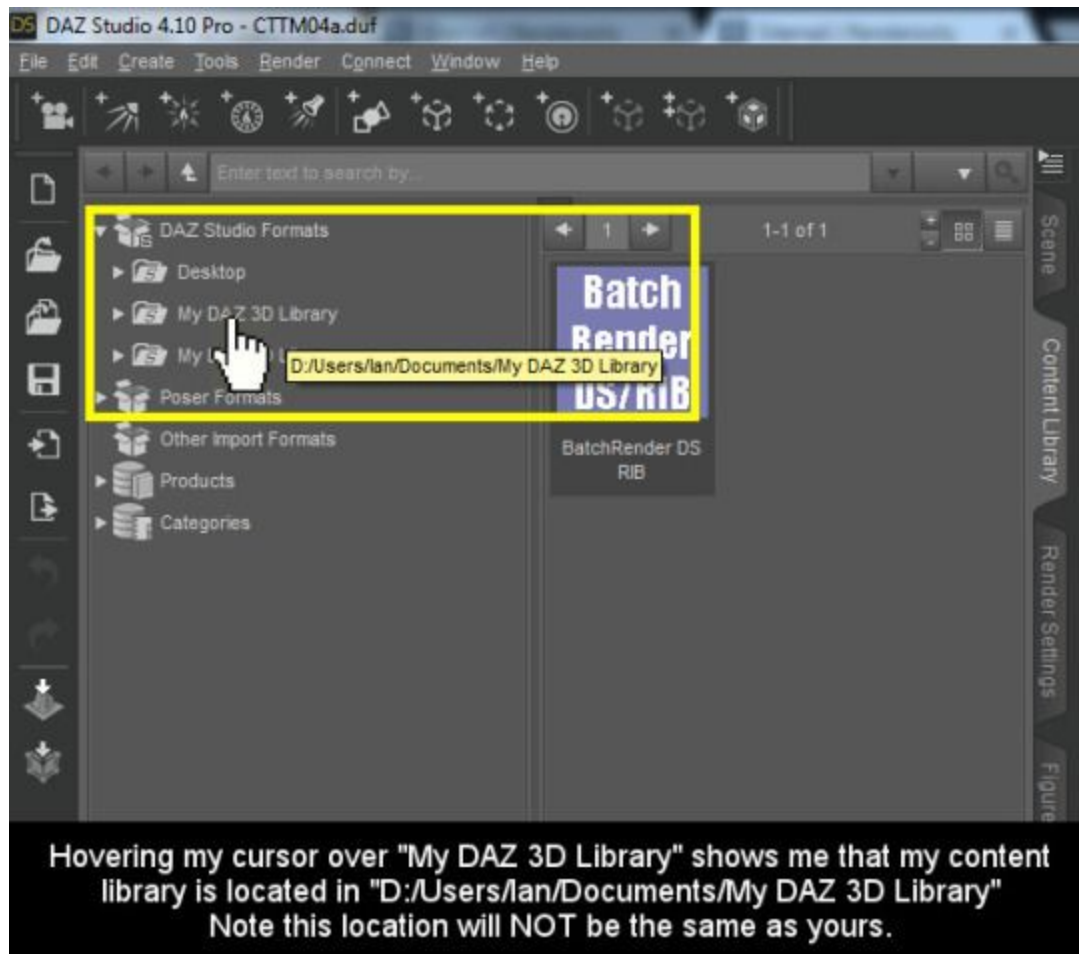 DS DAZ Studio 4.10 Pro - CTTM04a.duf
File Edit Create Tools Render Connect Window Help
Enter text to search by...
DAZ Studio Formats
Desktop
My DAZ 3D Library
My
D:/Users/Ian/Documents/My DAZ 3D Library
Poser Formats
Other Import Formats
Products
Categories
1
1-1 of 1
Batch
Render
DS/RIB
BatchRender DS
RIB
Scene
Content Library
Render Settings
Figure
Hovering my cursor over "My DAZ 3D Library" shows me that my content
library is located in "D:/Users/Ian/Documents/My DAZ 3D Library"
Note this location will NOT be the same as yours.